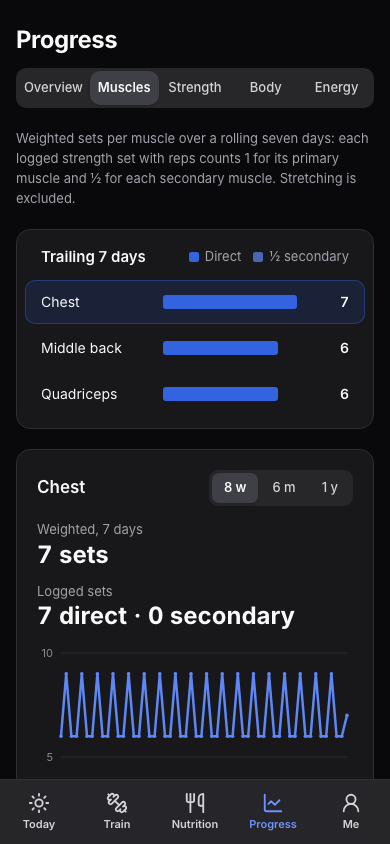 Progress
Overview Muscles Strength Body Energy
Weighted sets per muscle over a rolling seven days: each
logged strength set with reps counts 1 for its primary
muscle and ½ for each secondary muscle. Stretching is
excluded.
Trailing 7 days Direct ½ secondary
Chest 7
Middle back 6
Quadriceps 6
Chest 8 w 6 m 1 y
Weighted, 7 days
7 sets
Logged sets
7 direct · 0 secondary
10
5
Today Train Nutrition Progress Me